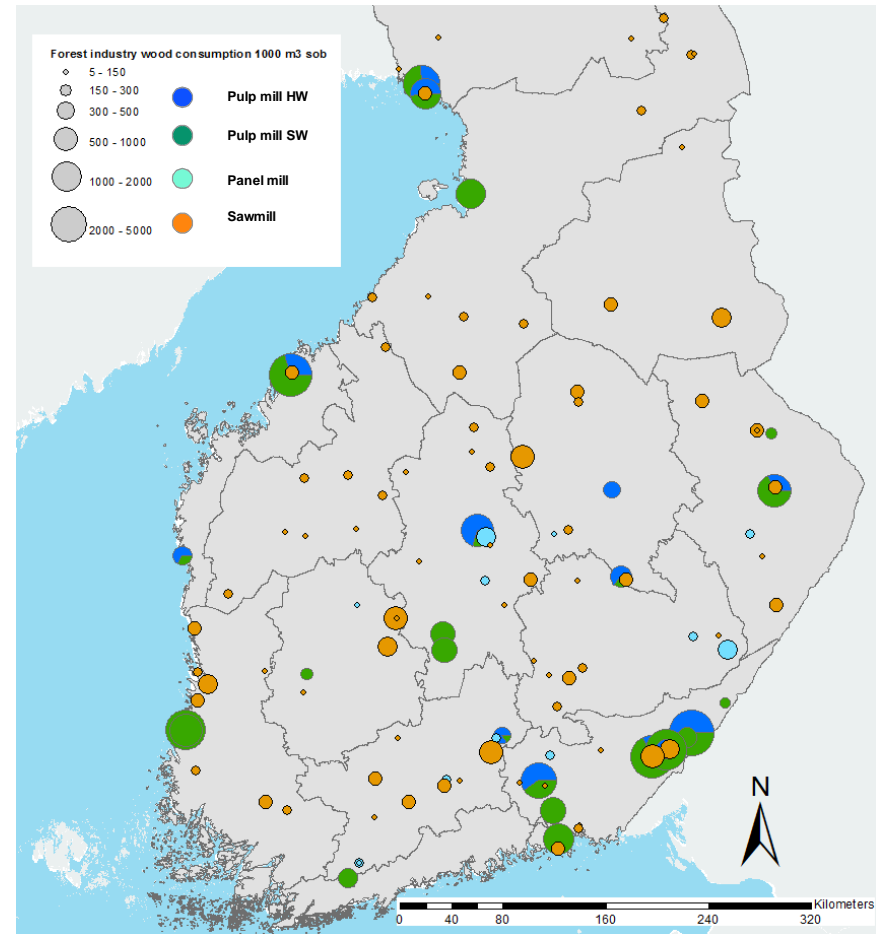 Forest industry wood consumption 1000 m3 sob
5 - 150
150 - 300
300 - 500
500 - 1000
1000 - 2000
2000 - 5000
Pulp mill HW
Pulp mill SW
Panel mill
Sawmill
N
Kilometers
0 40 80 160 240 320